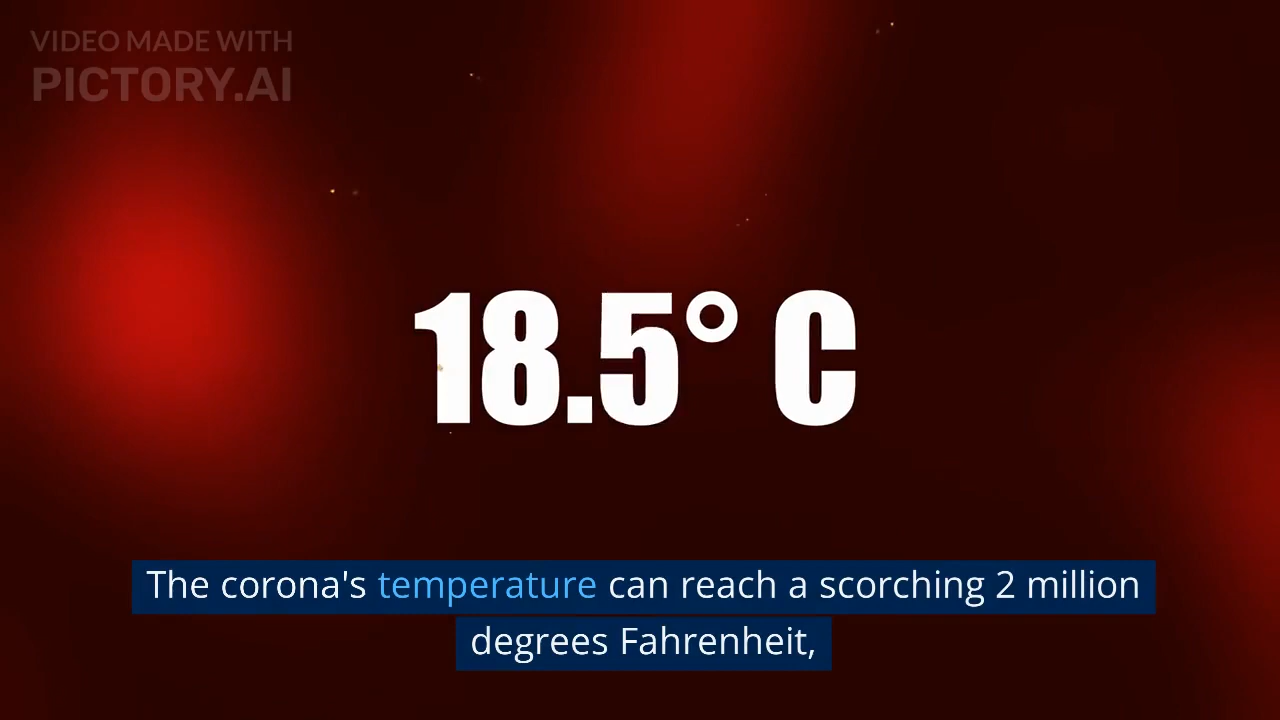 VIDEO MADE WITH
PICTORY.AI
18.5° C
The corona's temperature can reach a scorching 2 million
degrees Fahrenheit,